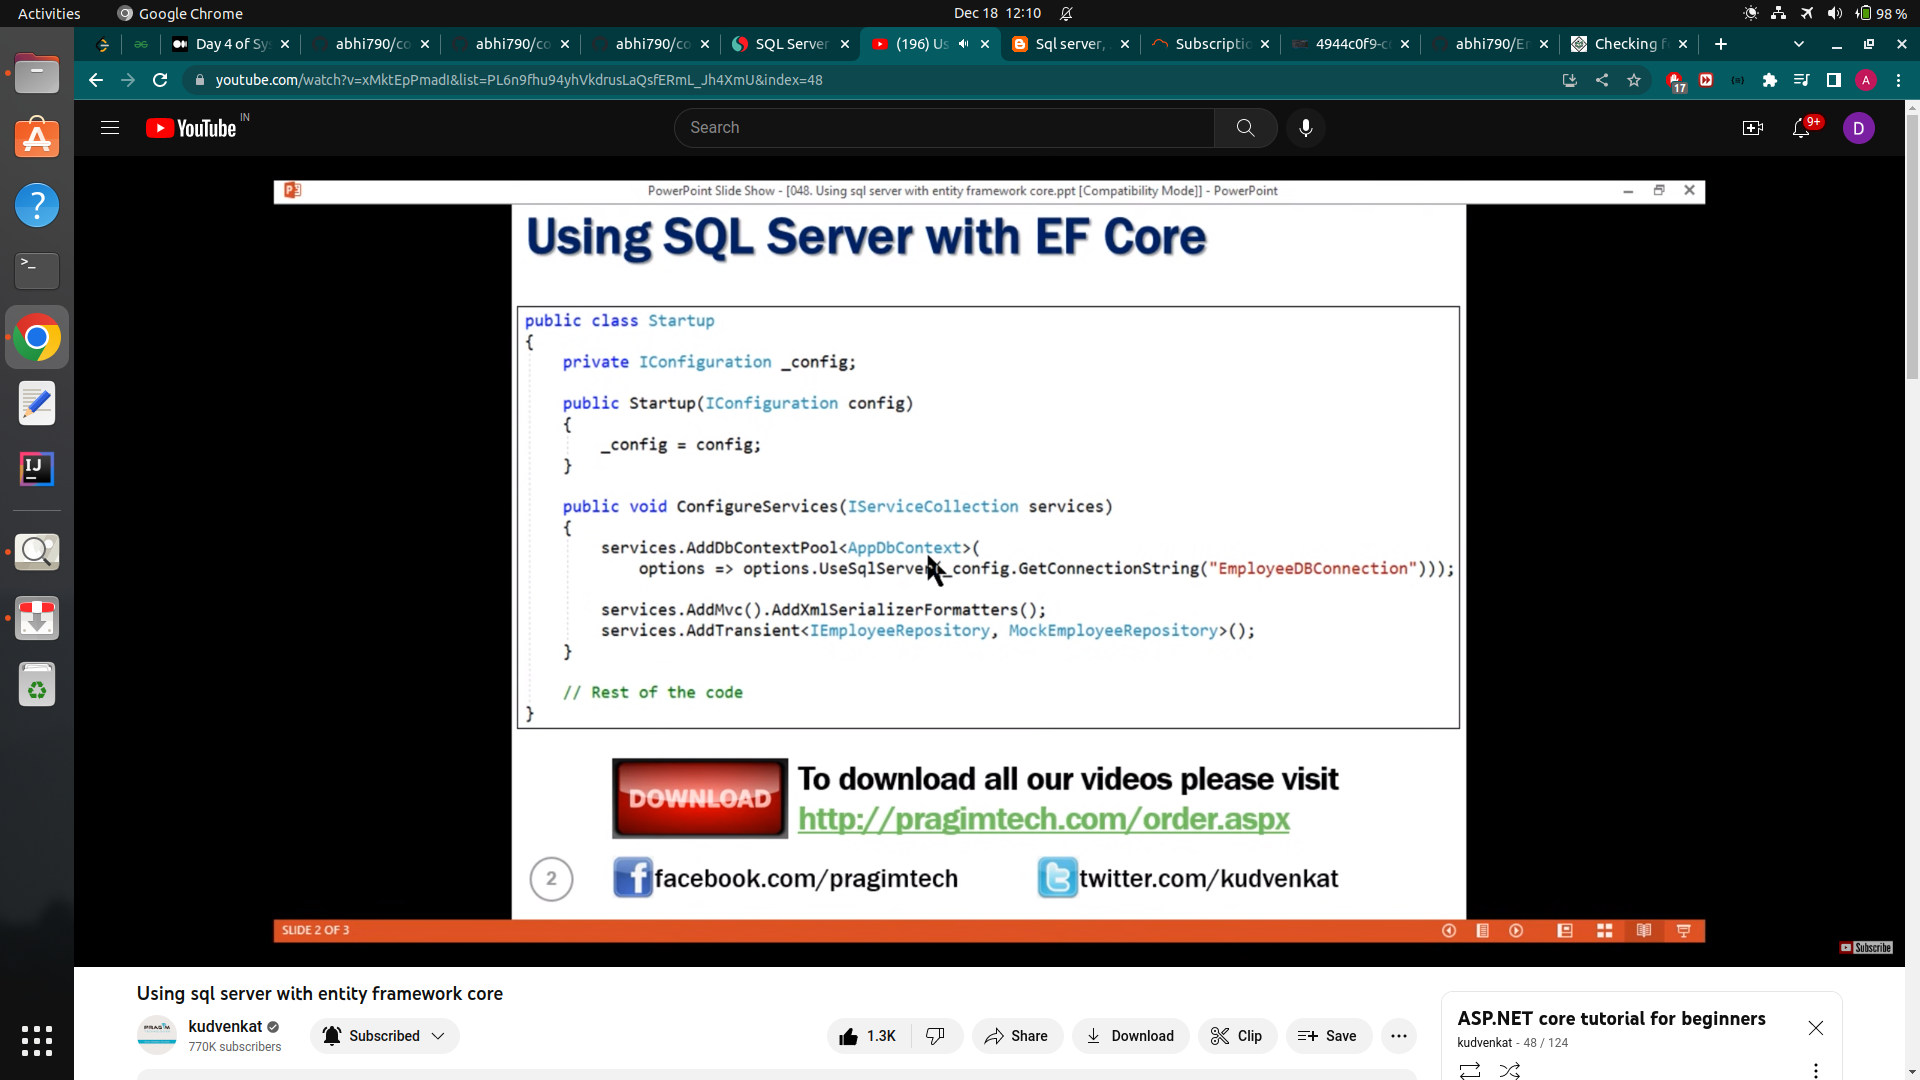 Activities
Google Chrome
Dec 18 12:10
98 %
Day 4 of Sy
abhi790/co
abhi790/co
abhi790/co
SQL Server
(196) Us
Sql server,
Subscriptio
4944c0f9-c
abhi790/Er
Checking f
youtube.com/watch?v=xMktEpPmadI&list=PL6n9fhu94yhVkdrusLaQsfERmL_Jh4XmU&index=48
17
A
YouTube IN
Search
9+
D
PowerPoint Slide Show - [048. Using sql server with entity framework core.ppt [Compatibility Mode]] - PowerPoint
Using SQL Server with EF Core
public class Startup
{
private IConfiguration _config;
public Startup(IConfiguration config)
{
_config = config;
}
public void ConfigureServices(IServiceCollection services)
{
services.AddDbContextPool<AppDbContext>(
options => options.UseSqlServer(_config.GetConnectionString("EmployeeDBConnection")));
services.AddMvc().AddXmlSerializerFormatters();
services.AddTransient<IEmployeeRepository, MockEmployeeRepository>();
}
// Rest of the code
}
DOWNLOAD
To download all our videos please visit
http://pragimtech.com/order.aspx
2
facebook.com/pragimtech
twitter.com/kudvenkat
SLIDE 2 OF 3
Subscribe
Using sql server with entity framework core
PRAGIM
kudvenkat
770K subscribers
Subscribed
1.3K
Share
Download
Clip
Save
ASP.NET core tutorial for beginners
kudvenkat - 48 / 124